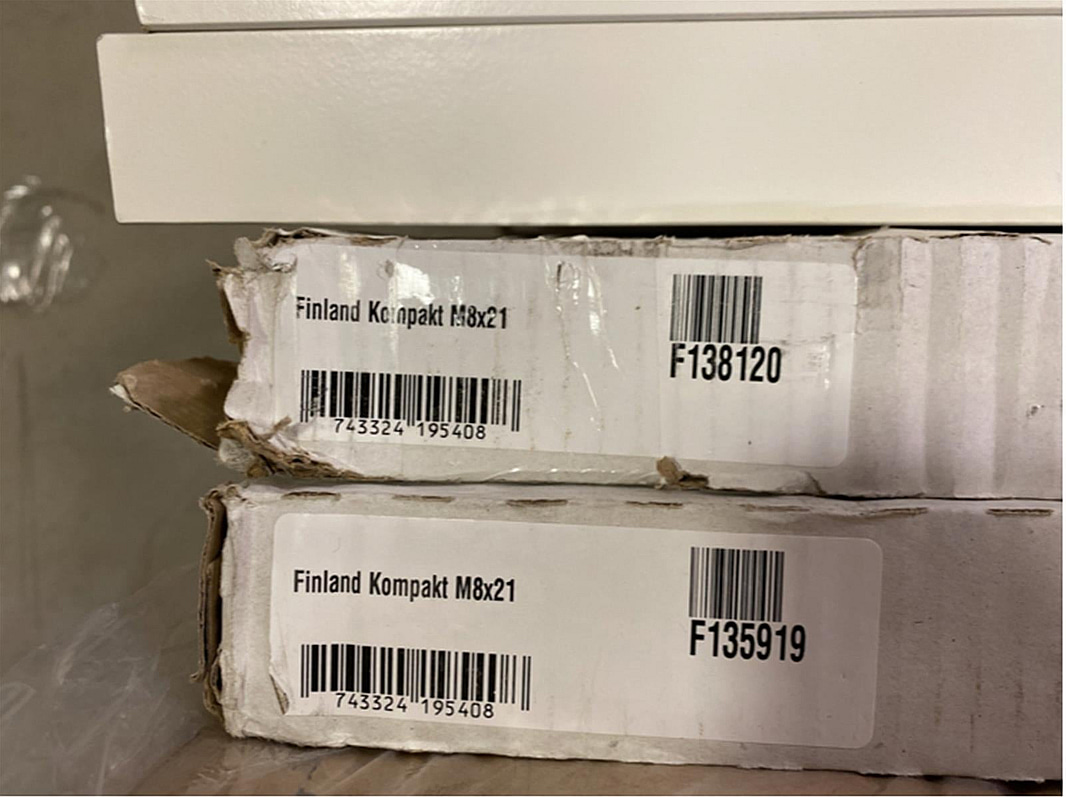 Finland Kompakt M8x21
F138120
743324 195408
Finland Kompakt M8x21
F135919
743324 195408